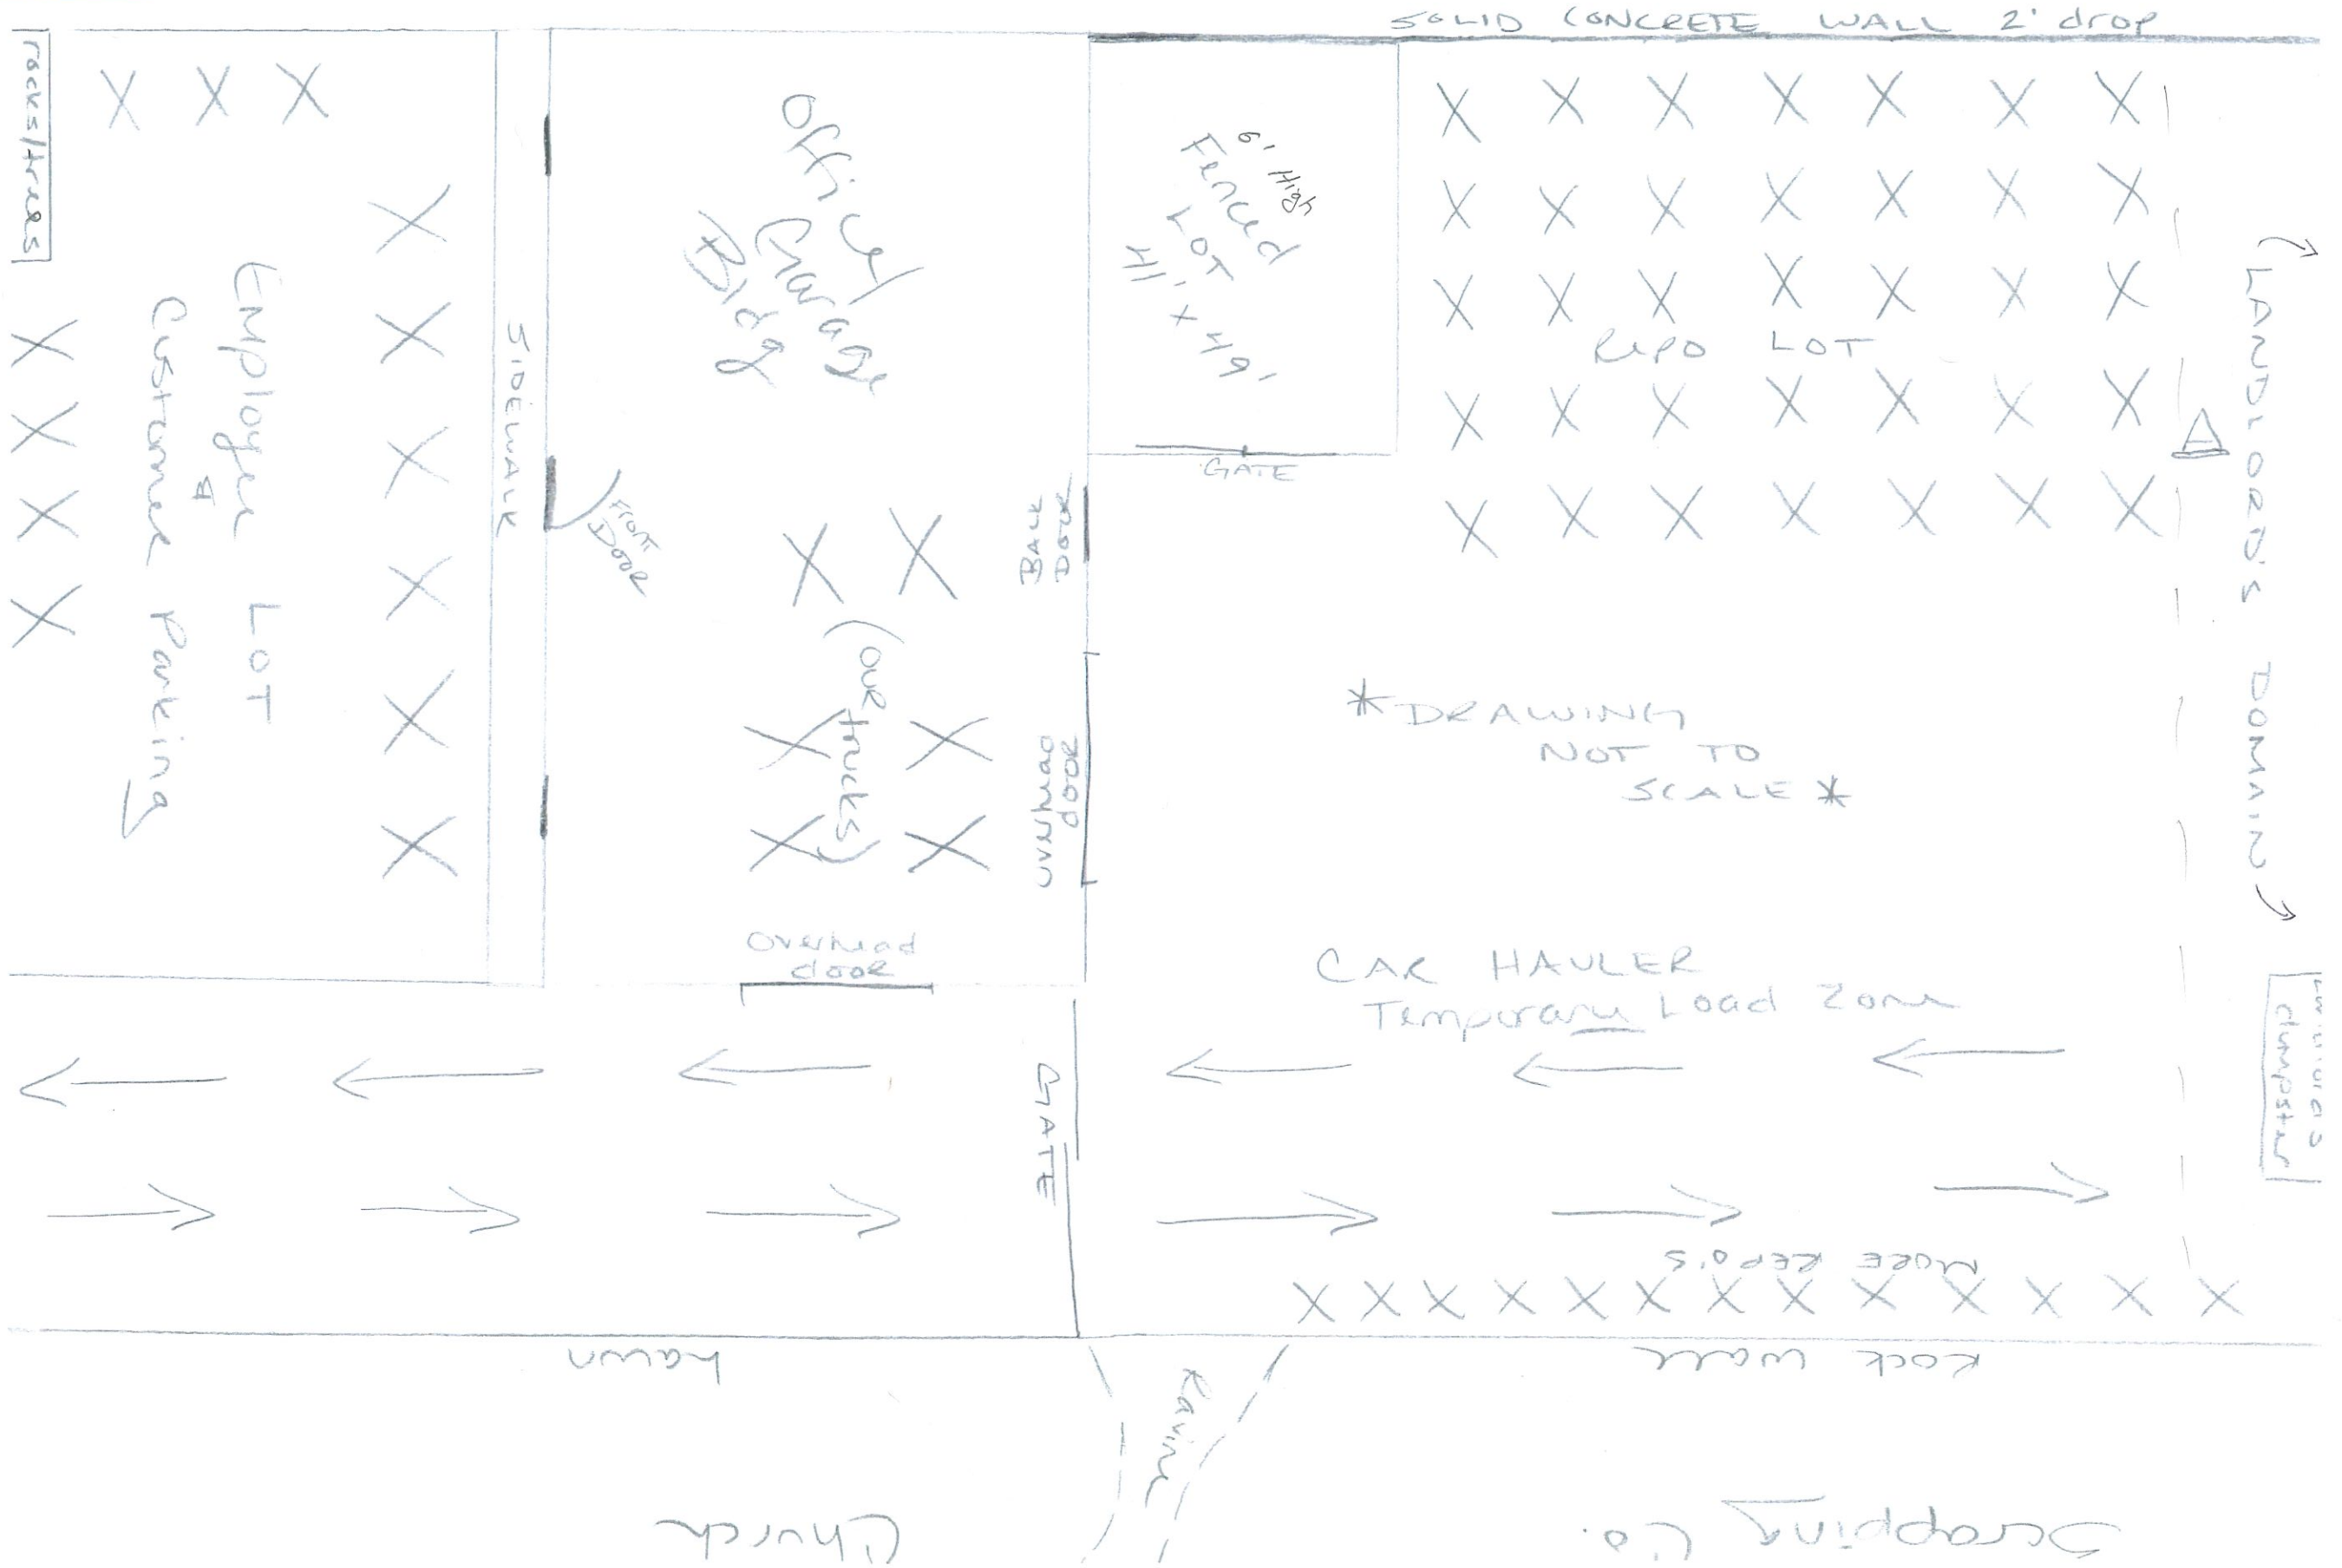 SOLID CONCRETE WALL 2' drop
rocks/trees
Employee LOT
&
Customer Parking
SIDEWALK
Office/
Garage
Bldg
Front
Door
(our trucks)
BACK
DOOR
overhead
door
Overhead
door
6' High
Fenced
LOT
41' x 49'
GATE
Repo LOT
LANDLORD'S DOMAIN
*DRAWING
NOT TO
SCALE*
CAR HAULER
Temporary Load Zone
dumpster
GATE
MORE REPO'S
Lawn
Rock wall
Ravine
Church
Scrapping Co.